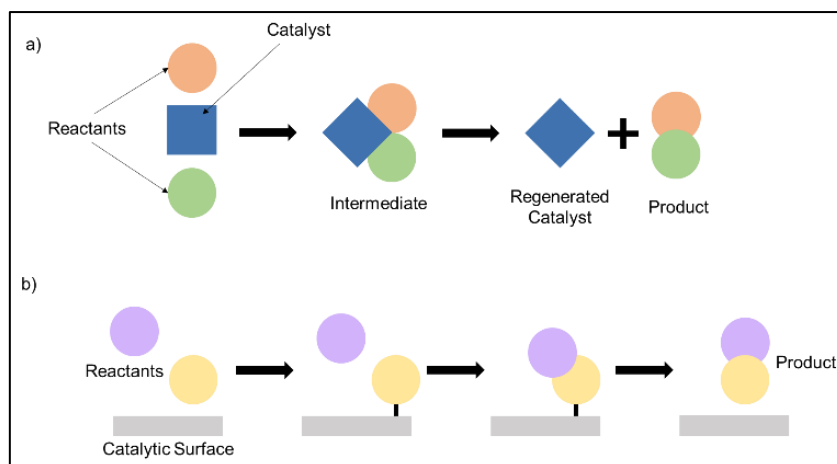 a)
Catalyst
Reactants
Intermediate
Regenerated
Catalyst
Product
b)
Reactants
Product
Catalytic Surface